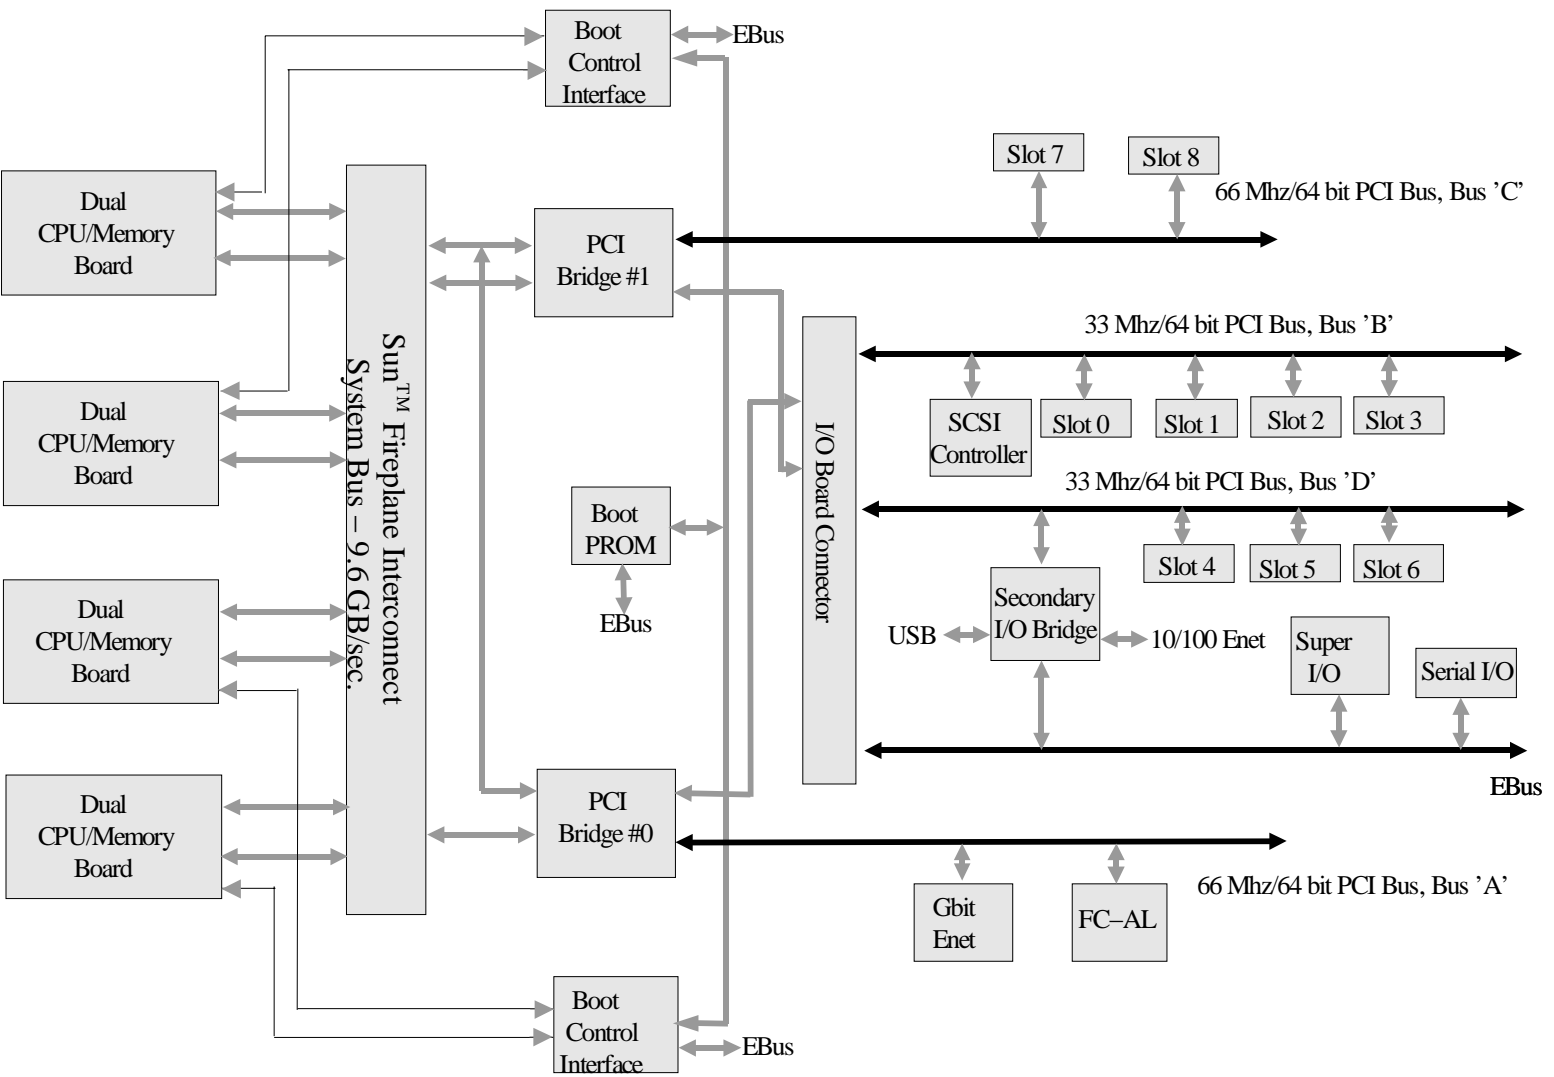 Boot
Control
Interface
EBus
Slot 7
Slot 8
66 Mhz/64 bit PCI Bus, Bus ’C’
Dual
CPU/Memory
Board
PCI
Bridge #1
33 Mhz/64 bit PCI Bus, Bus ’B’
Sun™ Fireplane Interconnect
System Bus – 9.6 GB/sec.
I/O Board Connector
Dual
CPU/Memory
Board
SCSI
Controller
Slot 0
Slot 1
Slot 2
Slot 3
33 Mhz/64 bit PCI Bus, Bus ’D’
Boot
PROM
EBus
Slot 4
Slot 5
Slot 6
Secondary
I/O Bridge
USB
10/100 Enet
Super
I/O
Serial I/O
Dual
CPU/Memory
Board
EBus
Dual
CPU/Memory
Board
PCI
Bridge #0
66 Mhz/64 bit PCI Bus, Bus ’A’
Gbit
Enet
FC–AL
Boot
Control
Interface
EBus